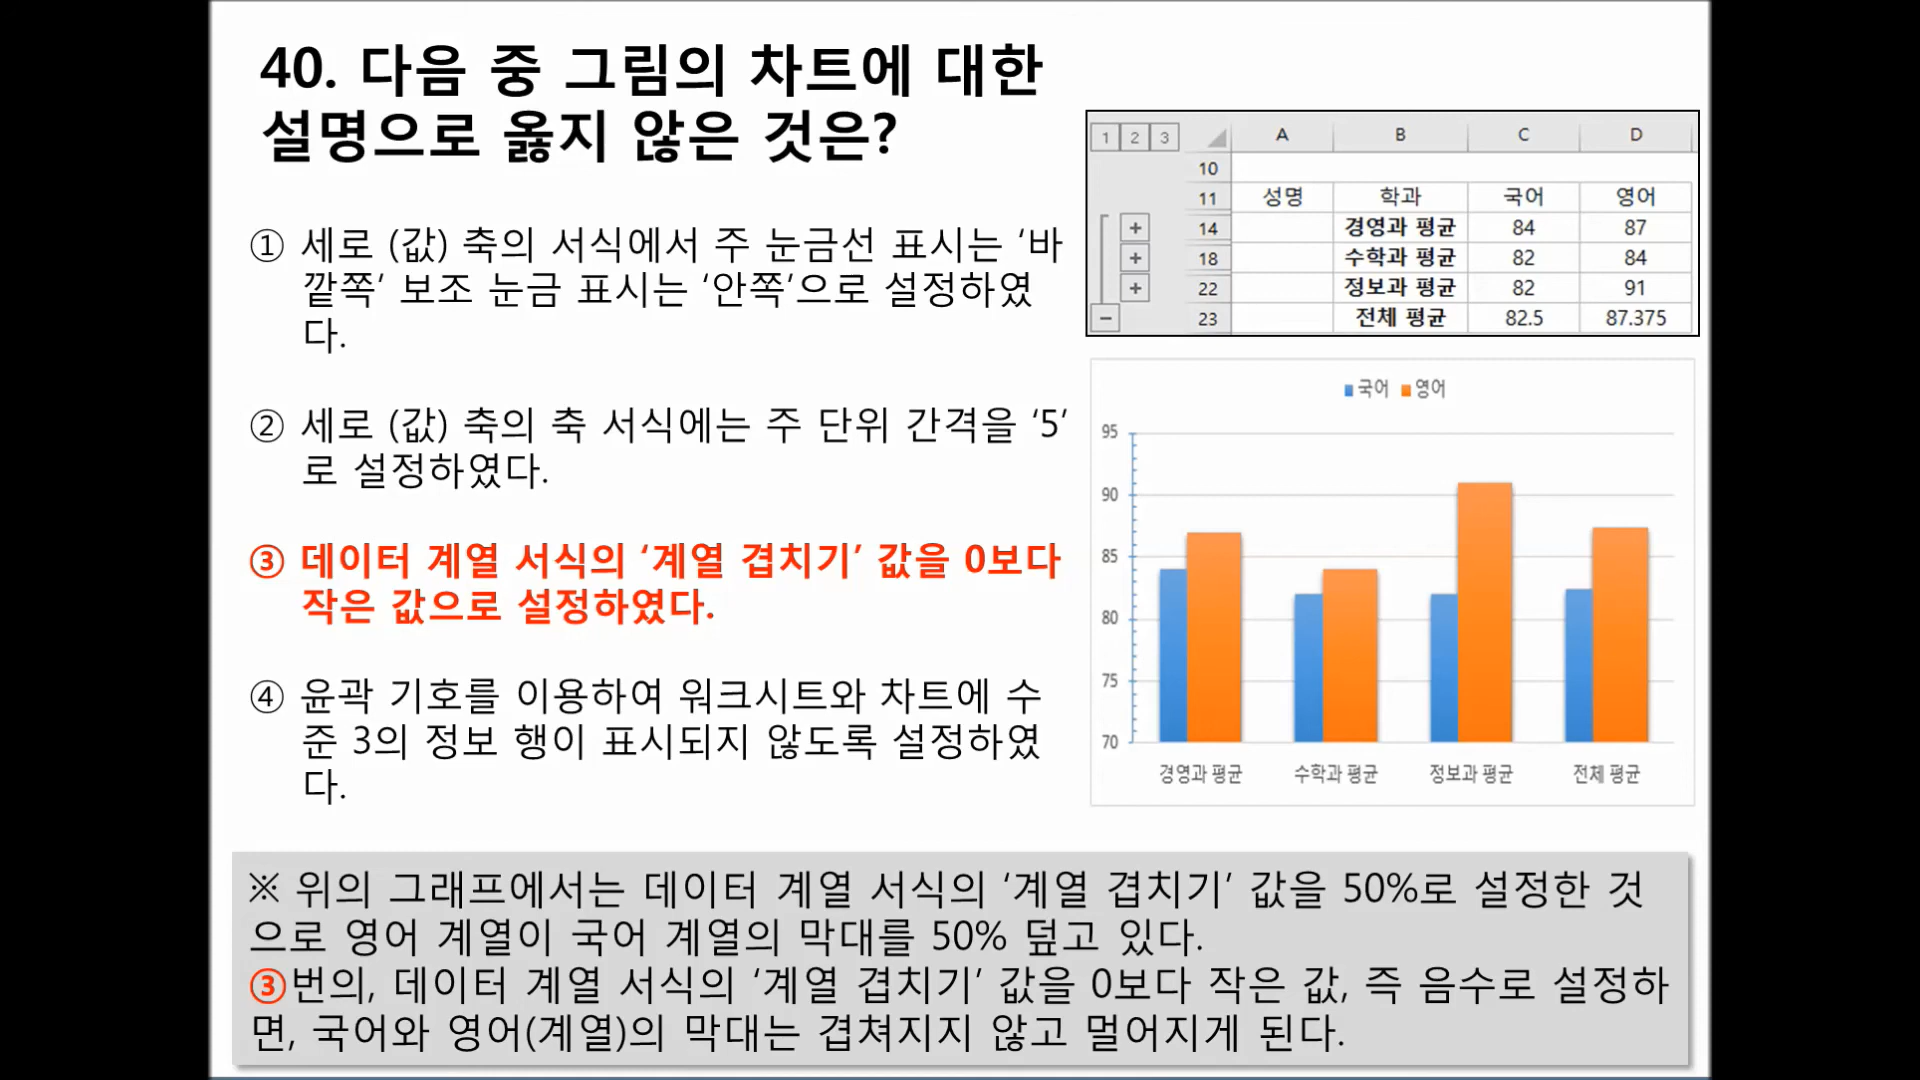 40. 다음 중 그림의 차트에 대한
설명으로 옳지 않은 것은?
① 세로 (값) 축의 서식에서 주 눈금선 표시는 ‘바
깥쪽’ 보조 눈금 표시는 ‘안쪽’으로 설정하였
다.
② 세로 (값) 축의 축 서식에는 주 단위 간격을 ‘5’
로 설정하였다.
③ 데이터 계열 서식의 ‘계열 겹치기’ 값을 0보다
작은 값으로 설정하였다.
④ 윤곽 기호를 이용하여 워크시트와 차트에 수
준 3의 정보 행이 표시되지 않도록 설정하였
다.
1 2 3 A B C D
10
11 성명 학과 국어 영어
+ 14 경영과 평균 84 87
+ 18 수학과 평균 82 84
+ 22 정보과 평균 82 91
− 23 전체 평균 82.5 87.375
국어 영어
95
90
85
80
75
70
경영과 평균 수학과 평균 정보과 평균 전체 평균
※ 위의 그래프에서는 데이터 계열 서식의 ‘계열 겹치기’ 값을 50%로 설정한 것
으로 영어 계열이 국어 계열의 막대를 50% 덮고 있다.
③번의, 데이터 계열 서식의 ‘계열 겹치기’ 값을 0보다 작은 값, 즉 음수로 설정하
면, 국어와 영어(계열)의 막대는 겹쳐지지 않고 멀어지게 된다.